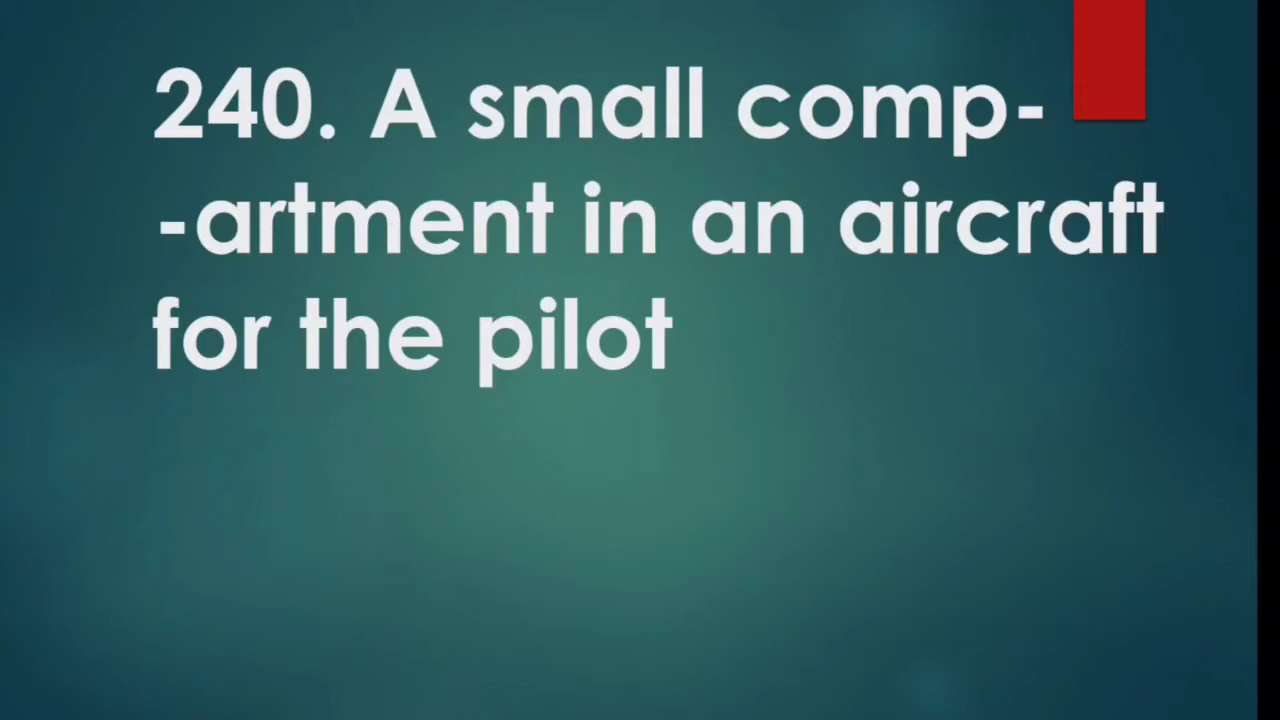 240. A small comp-
-artment in an aircraft
for the pilot